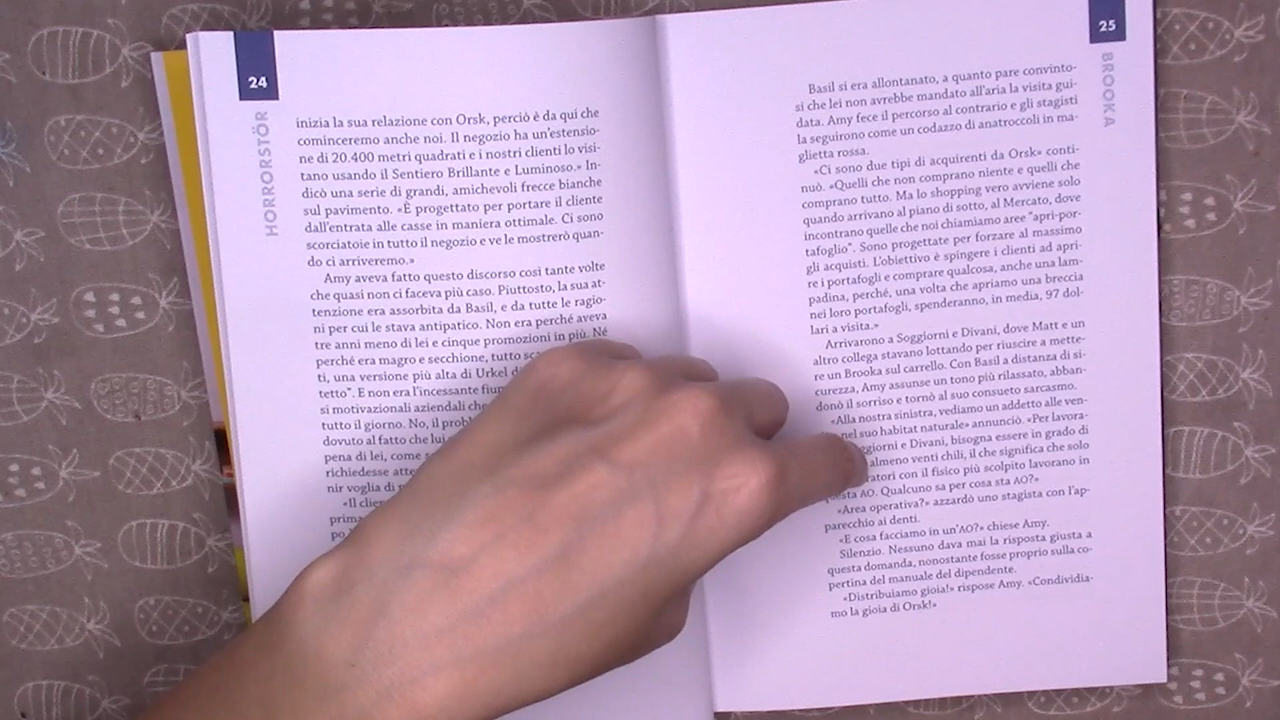 24
HORRORSTÖR
inizia la sua relazione con Orsk, perciò è da qui che
cominceremo anche noi. Il negozio ha un'estensio-
ne di 20.400 metri quadrati e i nostri clienti lo visi-
tano usando il Sentiero Brillante e Luminoso.» In-
dicò una serie di grandi, amichevoli frecce bianche
sul pavimento. «È progettato per portare il cliente
dall'entrata alle casse in maniera ottimale. Ci sono
scorciatoie in tutto il negozio e ve le mostrerò quan-
do ci arriveremo.»
Amy aveva fatto questo discorso così tante volte
che quasi non ci faceva più caso. Piuttosto, la sua at-
tenzione era assorbita da Basil, e da tutte le ragio-
ni per cui le stava antipatico. Non era perché aveva
tre anni meno di lei e cinque promozioni in più. Né
perché era magro e secchione, tutto
ti, una versione più alta di Urkel
tetto". E non era l'incessante
si motivazionali aziendali che
tutto il giorno. No, il
dovuto al fatto che lui
pena di lei, come
richiedesse
nir voglia di
«Il
prima
po
25
BROOKA
Basil si era allontanato, a quanto pare convinto-
si che lei non avrebbe mandato all'aria la visita gui-
data. Amy fece il percorso al contrario e gli stagisti
la seguirono come un codazzo di anatroccoli in ma-
glietta rossa.
«Ci sono due tipi di acquirenti da Orsk» conti-
nuò. «Quelli che non comprano niente e quelli che
comprano tutto. Ma lo shopping vero avviene solo
quando arrivano al piano di sotto, al Mercato, dove
incontrano quelle che noi chiamiamo aree "apri-por-
tafoglio". Sono progettate per forzare al massimo
gli acquisti. L'obiettivo è spingere i clienti ad apri-
re i portafogli e comprare qualcosa, anche una lam-
padina, perché, una volta che apriamo una breccia
nei loro portafogli, spenderanno, in media, 97 dol-
lari a visita.»
Arrivarono a Soggiorni e Divani, dove Matt e un
altro collega stavano lottando per riuscire a mette-
re un Brooka sul carrello. Con Basil a distanza di si-
curezza, Amy assunse un tono più rilassato, abban-
donò il sorriso e tornò al suo consueto sarcasmo.
«Alla nostra sinistra, vediamo un addetto alle ven-
nel suo habitat naturale» annunciò. «Per lavora-
e Divani, bisogna essere in grado di
almeno venti chili, il che significa che solo
con il fisico più scolpito lavorano in
AO. Qualcuno sa per cosa sta AO?»
«Area operativa?» azzardò uno stagista con l'ap-
parecchio ai denti.
«E cosa facciamo in un'AO?» chiese Amy.
Silenzio. Nessuno dava mai la risposta giusta a
questa domanda, nonostante fosse proprio sulla co-
pertina del manuale del dipendente.
«Distribuiamo gioia!» rispose Amy. «Condividia-
mo la gioia di Orsk!»